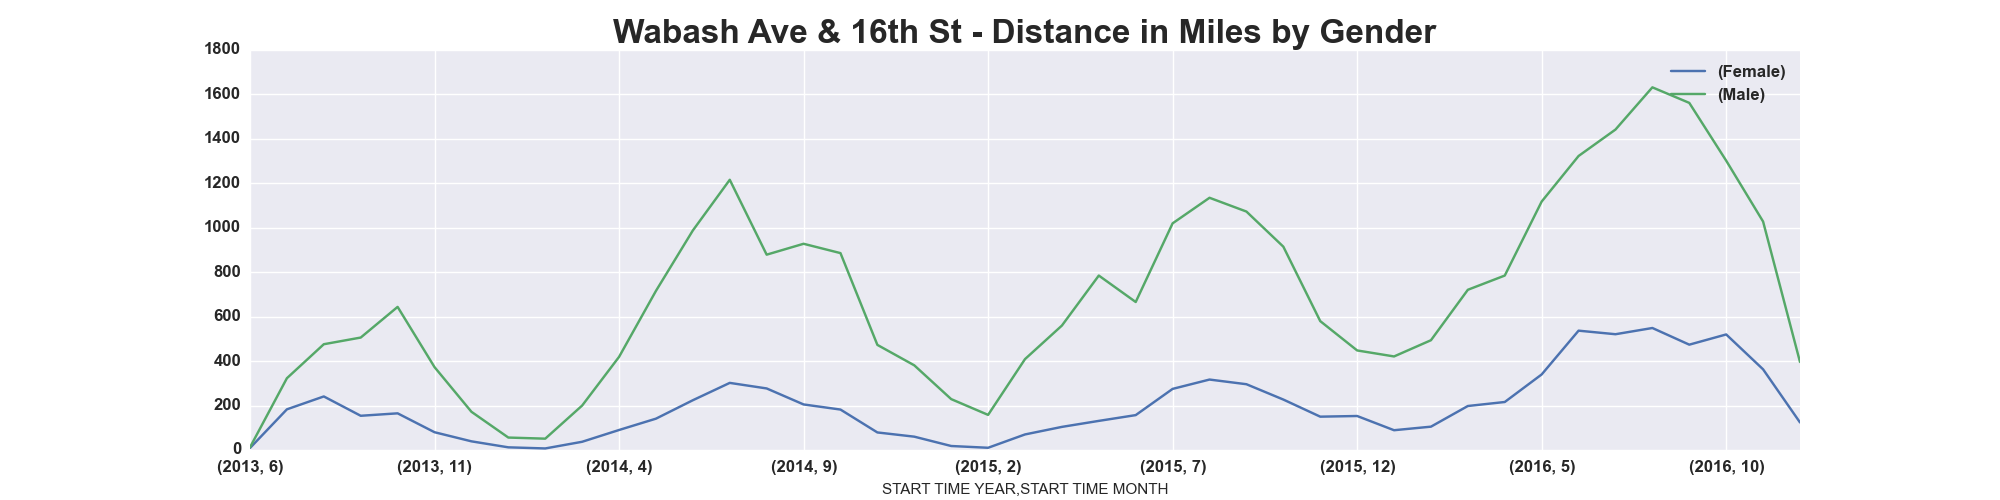 Wabash Ave & 16th St - Distance in Miles by Gender
1800
1600
1400
1200
1000
800
600
400
200
0
(Female)
(Male)
(2013, 6) (2013, 11) (2014, 4) (2014, 9) (2015, 2) (2015, 7) (2015, 12) (2016, 5) (2016, 10)
START TIME YEAR,START TIME MONTH